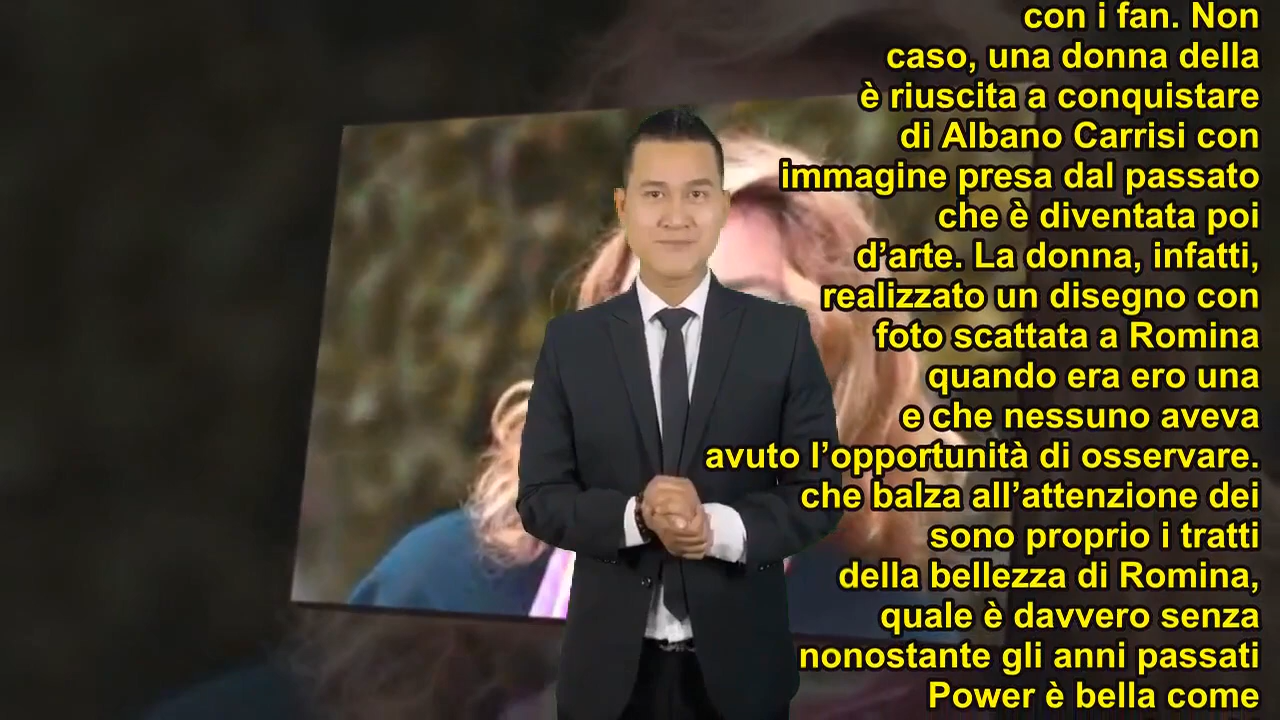 con i fan. Non
caso, una donna della
è riuscita a conquistare
di Albano Carrisi con
immagine presa dal passato
che è diventata poi
d’arte. La donna, infatti,
realizzato un disegno con
foto scattata a Romina
quando era ero una
e che nessuno aveva
avuto l’opportunità di osservare.
che balza all’attenzione dei
sono proprio i tratti
della bellezza di Romina,
quale è davvero senza
nonostante gli anni passati
Power è bella come